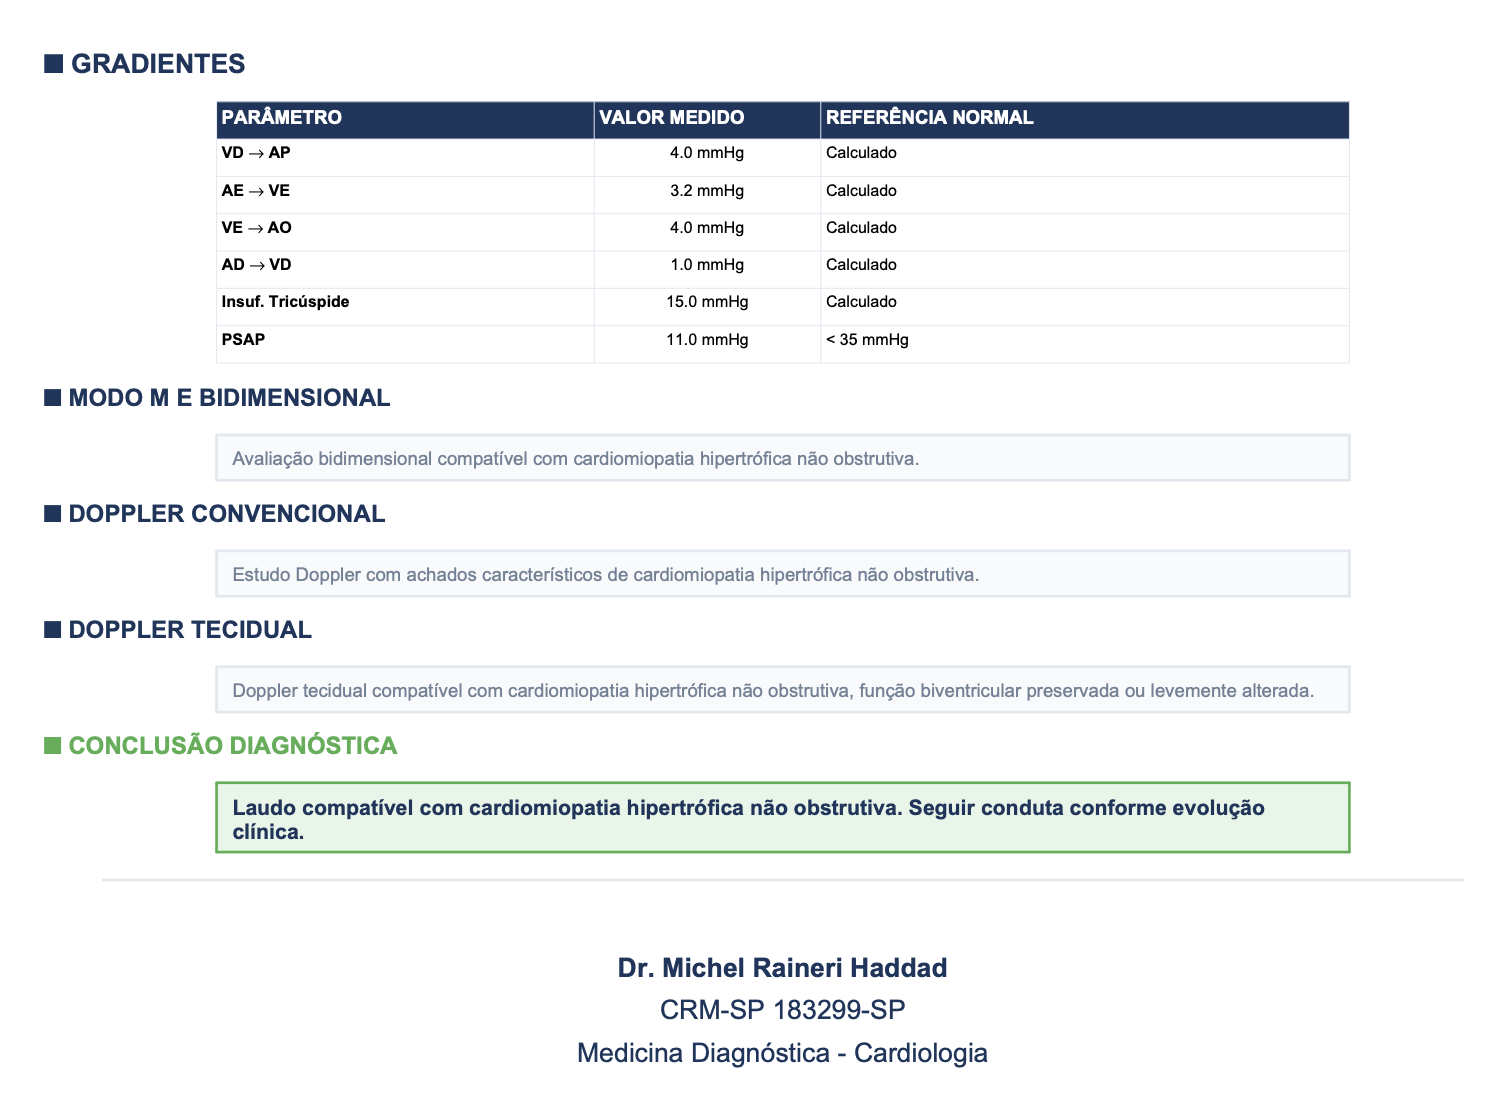 ■ GRADIENTES
PARÂMETRO VALOR MEDIDO REFERÊNCIA NORMAL
VD → AP 4.0 mmHg Calculado
AE → VE 3.2 mmHg Calculado
VE → AO 4.0 mmHg Calculado
AD → VD 1.0 mmHg Calculado
Insuf. Tricúspide 15.0 mmHg Calculado
PSAP 11.0 mmHg < 35 mmHg
■ MODO M E BIDIMENSIONAL
Avaliação bidimensional compatível com cardiomiopatia hipertrófica não obstrutiva.
■ DOPPLER CONVENCIONAL
Estudo Doppler com achados característicos de cardiomiopatia hipertrófica não obstrutiva.
■ DOPPLER TECIDUAL
Doppler tecidual compatível com cardiomiopatia hipertrófica não obstrutiva, função biventricular preservada ou levemente alterada.
■ CONCLUSÃO DIAGNÓSTICA
Laudo compatível com cardiomiopatia hipertrófica não obstrutiva. Seguir conduta conforme evolução
clínica.
Dr. Michel Raineri Haddad
CRM-SP 183299-SP
Medicina Diagnóstica - Cardiologia